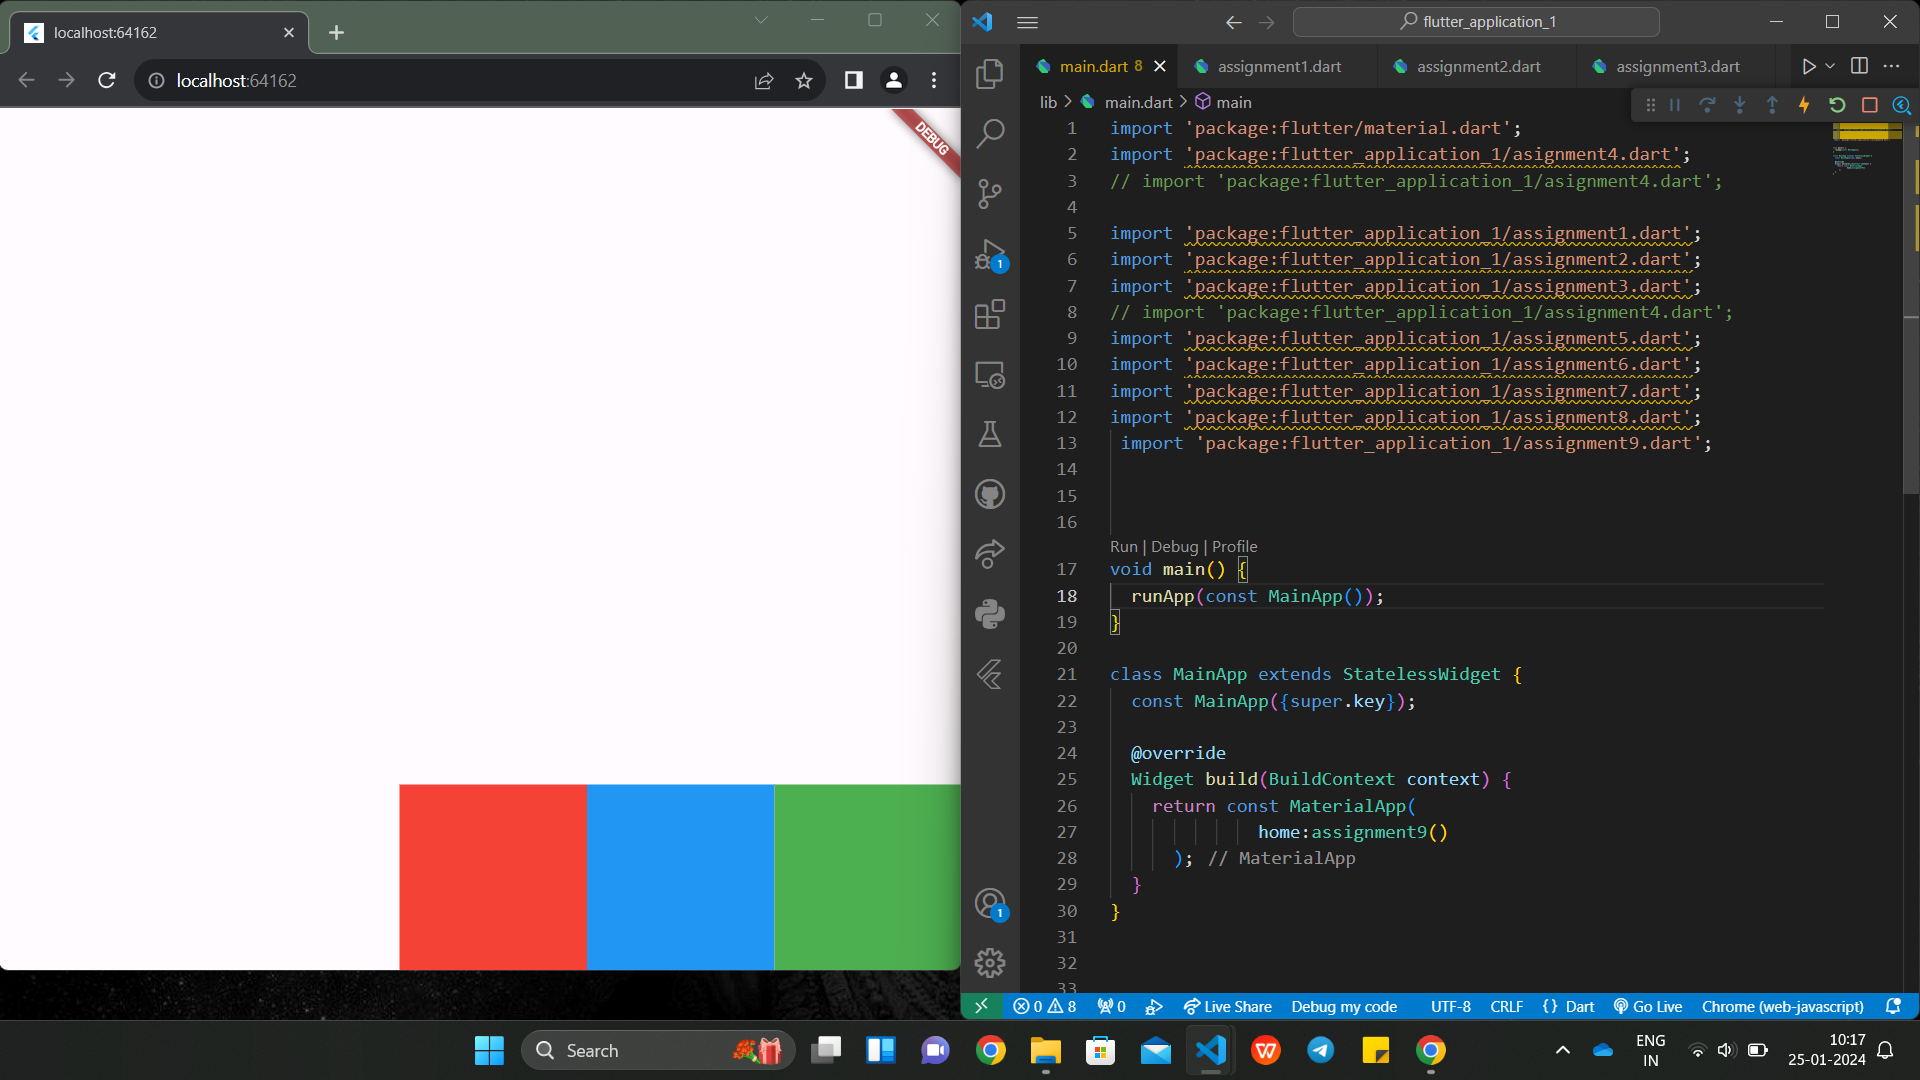 localhost:64162
localhost:64162
DEBUG
flutter_application_1
main.dart 8
assignment1.dart
assignment2.dart
assignment3.dart
lib > main.dart > main
1 import 'package:flutter/material.dart';
2 import 'package:flutter_application_1/asignment4.dart';
3 // import 'package:flutter_application_1/asignment4.dart';
4
5 import 'package:flutter_application_1/assignment1.dart';
6 import 'package:flutter_application_1/assignment2.dart';
7 import 'package:flutter_application_1/assignment3.dart';
8 // import 'package:flutter_application_1/assignment4.dart';
9 import 'package:flutter_application_1/assignment5.dart';
10 import 'package:flutter_application_1/assignment6.dart';
11 import 'package:flutter_application_1/assignment7.dart';
12 import 'package:flutter_application_1/assignment8.dart';
13 import 'package:flutter_application_1/assignment9.dart';
14
15
16
Run | Debug | Profile
17 void main() {
18 runApp(const MainApp());
19 }
20
21 class MainApp extends StatelessWidget {
22 const MainApp({super.key});
23
24 @override
25 Widget build(BuildContext context) {
26 return const MaterialApp(
27 home:assignment9()
28 ); // MaterialApp
29 }
30 }
31
32
33
1
1
0 8 0 Live Share Debug my code UTF-8 CRLF {} Dart Go Live Chrome (web-javascript)
Search
ENG
IN
10:17
25-01-2024